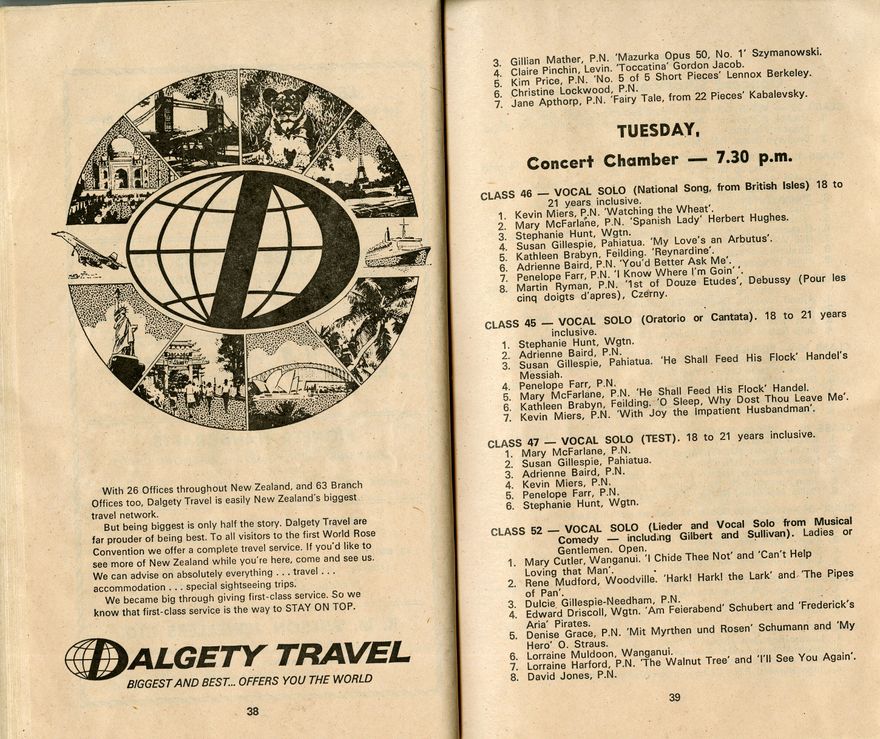 With 26 Offices throughout New Zealand, and 63 Branch
Offices too, Dalgety Travel is easily New Zealand's biggest
travel network.
But being biggest is only half the story. Dalgety Travel are
far prouder of being best. To all visitors to the first World Rose
Convention we offer a complete travel service. If you'd like to
see more of New Zealand while you're here, come and see us.
We can advise on absolutely everything . . . travel . . .
accommodation . . . special sightseeing trips.
We became big through giving first-class service. So we
know that first-class service is the way to STAY ON TOP.
DALGETY TRAVEL
BIGGEST AND BEST... OFFERS YOU THE WORLD
38
3. Gillian Mather, P.N. 'Mazurka Opus 50, No. 1' Szymanowski.
4. Claire Pinchin, Levin. 'Toccatina' Gordon Jacob.
5. Kim Price, P.N. 'No. 5 of 5 Short Pieces' Lennox Berkeley.
6. Christine Lockwood, P.N.
7. Jane Apthorp, P.N. 'Fairy Tale, from 22 Pieces' Kabalevsky.
TUESDAY,
Concert Chamber — 7.30 p.m.
CLASS 46 — VOCAL SOLO (National Song, from British Isles) 18 to
21 years inclusive.
1. Kevin Miers, P.N. 'Watching the Wheat'.
2. Mary McFarlane, P.N. 'Spanish Lady' Herbert Hughes.
3. Stephanie Hunt, Wgtn.
4. Susan Gillespie, Pahiatua. 'My Love's an Arbutus'.
5. Kathleen Brabyn, Feilding. 'Reynardine'.
6. Adrienne Baird, P.N. 'You'd Better Ask Me'.
7. Penelope Farr, P.N. 'I Know Where I'm Goin' '.
8. Martin Ryman, P.N. '1st of Douze Etudes', Debussy (Pour les
cinq doigts d'apres), Czerny.
CLASS 45 — VOCAL SOLO (Oratorio or Cantata). 18 to 21 years
inclusive.
1. Stephanie Hunt, Wgtn.
2. Adrienne Baird, P.N.
3. Susan Gillespie, Pahiatua. 'He Shall Feed His Flock' Handel's
Messiah.
4. Penelope Farr, P.N.
5. Mary McFarlane, P.N. 'He Shall Feed His Flock' Handel.
6. Kathleen Brabyn, Feilding. 'O Sleep, Why Dost Thou Leave Me'.
7. Kevin Miers, P.N. 'With Joy the Impatient Husbandman'.
CLASS 47 — VOCAL SOLO (TEST). 18 to 21 years inclusive.
1. Mary McFarlane, P.N.
2. Susan Gillespie, Pahiatua.
3. Adrienne Baird, P.N.
4. Kevin Miers, P.N.
5. Penelope Farr, P.N.
6. Stephanie Hunt, Wgtn.
CLASS 52 — VOCAL SOLO (Lieder and Vocal Solo from Musical
Comedy — including Gilbert and Sullivan). Ladies or
Gentlemen. Open.
1. Mary Cutler, Wanganui. 'I Chide Thee Not' and 'Can't Help
Loving that Man'.
2. Rene Mudford, Woodville. 'Hark! Hark! the Lark' and 'The Pipes
of Pan'.
3. Dulcie Gillespie-Needham, P.N.
4. Edward Driscoll, Wgtn. 'Am Feierabend' Schubert and 'Frederick's
Aria' Pirates.
5. Denise Grace, P.N. 'Mit Myrthen und Rosen' Schumann and 'My
Hero' O. Straus.
6. Lorraine Muldoon, Wanganui.
7. Lorraine Harford, P.N. 'The Walnut Tree' and 'I'll See You Again'.
8. David Jones, P.N.
39